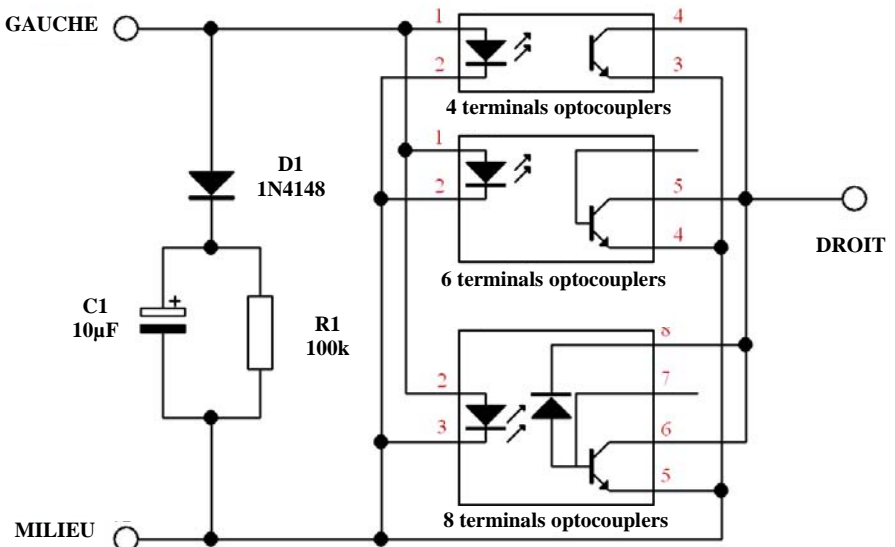 GAUCHE
1
4
2
3
4 terminals optocouplers
1
D1
1N4148
2
5
4
DROIT
6 terminals optocouplers
C1
10µF
+
R1
100k
8
2
7
3
6
5
8 terminals optocouplers
MILIEU